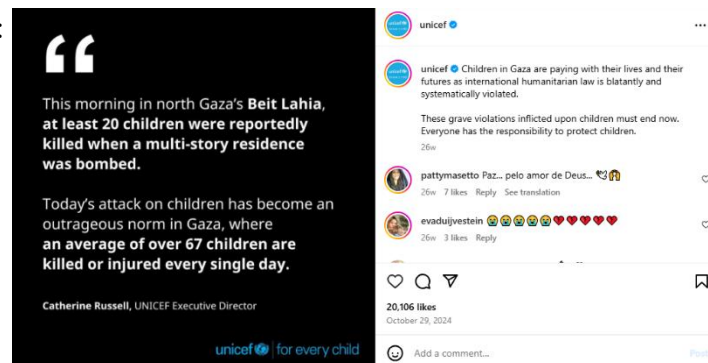 :
“
This morning in north Gaza's Beit Lahia,
at least 20 children were reportedly
killed when a multi-story residence
was bombed.
Today's attack on children has become an
outrageous norm in Gaza, where
an average of over 67 children are
killed or injured every single day.
Catherine Russell, UNICEF Executive Director
unicef | for every child
unicef
unicef Children in Gaza are paying with their lives and their
futures as international humanitarian law is blatantly and
systematically violated.
These grave violations inflicted upon children must end now.
Everyone has the responsibility to protect children.
26w
pattymasetto Paz... pelo amor de Deus... 🕊🙏
26w 7 likes Reply See translation
evaduijvestein 😭😭😭😭😭💔💔💔💔💔
26w 3 likes Reply
20,106 likes
October 29, 2024
Add a comment...
Post